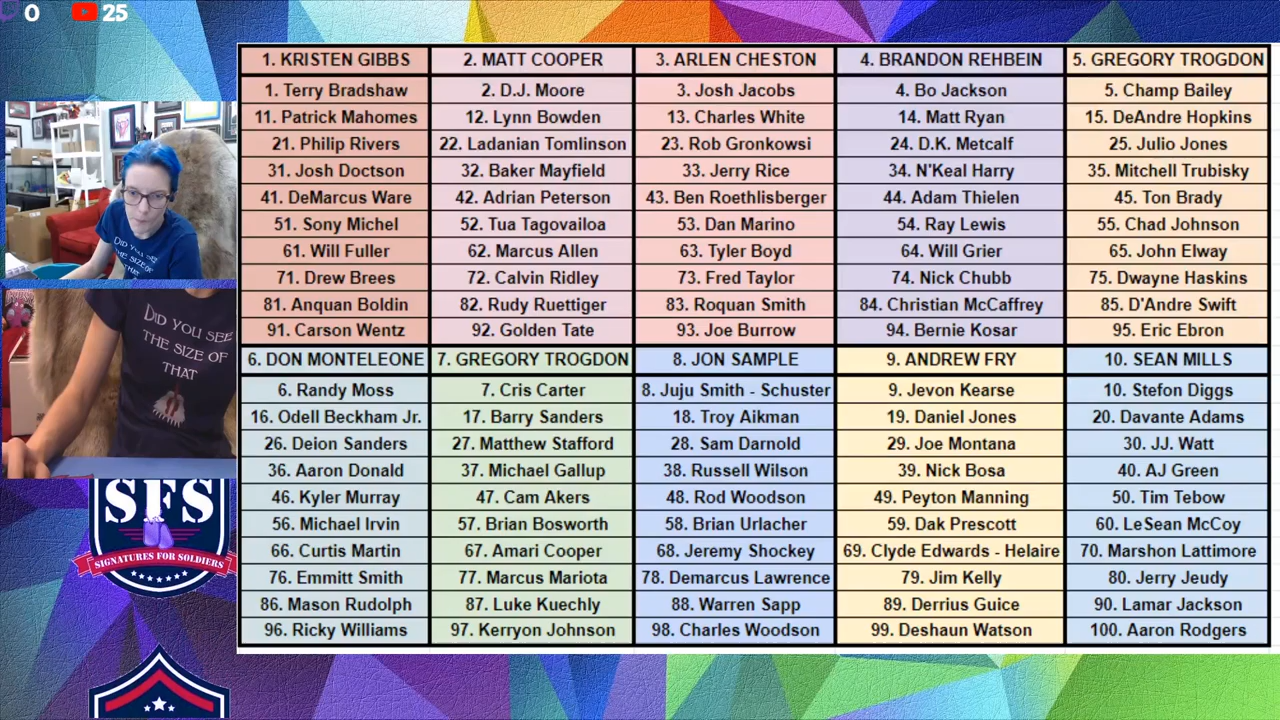 0 25
1. KRISTEN GIBBS 2. MATT COOPER 3. ARLEN CHESTON 4. BRANDON REHBEIN 5. GREGORY TROGDON
1. Terry Bradshaw 2. D.J. Moore 3. Josh Jacobs 4. Bo Jackson 5. Champ Bailey
11. Patrick Mahomes 12. Lynn Bowden 13. Charles White 14. Matt Ryan 15. DeAndre Hopkins
21. Philip Rivers 22. Ladanian Tomlinson 23. Rob Gronkowsi 24. D.K. Metcalf 25. Julio Jones
31. Josh Doctson 32. Baker Mayfield 33. Jerry Rice 34. N'Keal Harry 35. Mitchell Trubisky
41. DeMarcus Ware 42. Adrian Peterson 43. Ben Roethlisberger 44. Adam Thielen 45. Ton Brady
51. Sony Michel 52. Tua Tagovailoa 53. Dan Marino 54. Ray Lewis 55. Chad Johnson
61. Will Fuller 62. Marcus Allen 63. Tyler Boyd 64. Will Grier 65. John Elway
71. Drew Brees 72. Calvin Ridley 73. Fred Taylor 74. Nick Chubb 75. Dwayne Haskins
81. Anquan Boldin 82. Rudy Ruettiger 83. Roquan Smith 84. Christian McCaffrey 85. D'Andre Swift
91. Carson Wentz 92. Golden Tate 93. Joe Burrow 94. Bernie Kosar 95. Eric Ebron
6. DON MONTELEONE 7. GREGORY TROGDON 8. JON SAMPLE 9. ANDREW FRY 10. SEAN MILLS
6. Randy Moss 7. Cris Carter 8. Juju Smith - Schuster 9. Jevon Kearse 10. Stefon Diggs
16. Odell Beckham Jr. 17. Barry Sanders 18. Troy Aikman 19. Daniel Jones 20. Davante Adams
26. Deion Sanders 27. Matthew Stafford 28. Sam Darnold 29. Joe Montana 30. JJ. Watt
36. Aaron Donald 37. Michael Gallup 38. Russell Wilson 39. Nick Bosa 40. AJ Green
46. Kyler Murray 47. Cam Akers 48. Rod Woodson 49. Peyton Manning 50. Tim Tebow
56. Michael Irvin 57. Brian Bosworth 58. Brian Urlacher 59. Dak Prescott 60. LeSean McCoy
66. Curtis Martin 67. Amari Cooper 68. Jeremy Shockey 69. Clyde Edwards - Helaire 70. Marshon Lattimore
76. Emmitt Smith 77. Marcus Mariota 78. Demarcus Lawrence 79. Jim Kelly 80. Jerry Jeudy
86. Mason Rudolph 87. Luke Kuechly 88. Warren Sapp 89. Derrius Guice 90. Lamar Jackson
96. Ricky Williams 97. Kerryon Johnson 98. Charles Woodson 99. Deshaun Watson 100. Aaron Rodgers
DID YOU SEE
THE SIZE OF
THAT
DID YOU SEE
THE SIZE OF
THAT
SFS
SIGNATURES FOR SOLDIERS